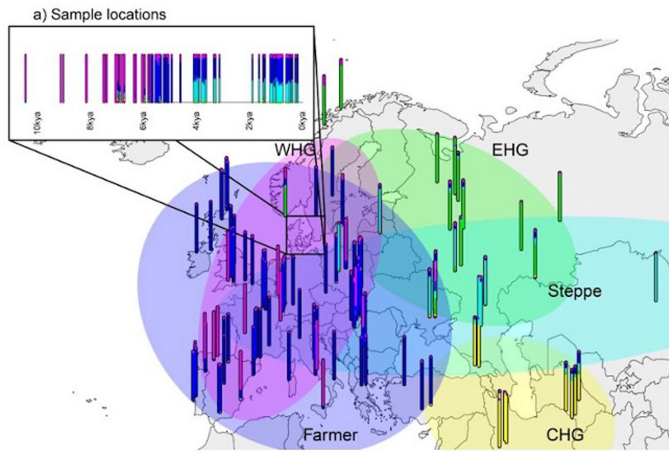 a) Sample locations
10kya 8kya 6kya 4kya 2kya 0kya
WHG EHG
Steppe
Farmer CHG